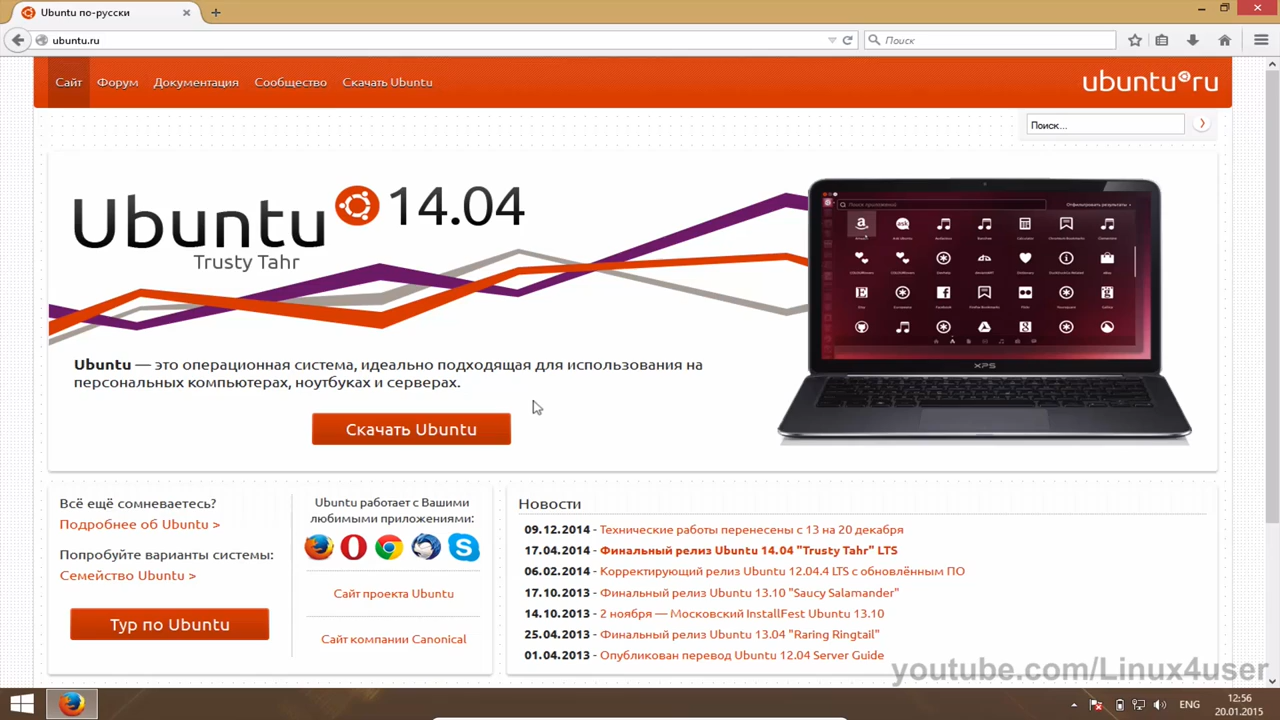 Ubuntu по-русски
ubuntu.ru
Поиск
Сайт Форум Документация Сообщество Скачать Ubuntu
ubuntu ru
Поиск...
Ubuntu 14.04
Trusty Tahr
Поиск приложений
Отфильтровать результаты
XPS
Ubuntu — это операционная система, идеально подходящая для использования на
персональных компьютерах, ноутбуках и серверах.
Скачать Ubuntu
Всё ещё сомневаетесь?
Подробнее об Ubuntu >
Попробуйте варианты системы:
Семейство Ubuntu >
Тур по Ubuntu
Ubuntu работает с Вашими
любимыми приложениями:
Сайт проекта Ubuntu
Сайт компании Canonical
Новости
09.12.2014 - Технические работы перенесены с 13 на 20 декабря
17.04.2014 - Финальный релиз Ubuntu 14.04 "Trusty Tahr" LTS
06.02.2014 - Корректирующий релиз Ubuntu 12.04.4 LTS с обновлённым ПО
17.10.2013 - Финальный релиз Ubuntu 13.10 "Saucy Salamander"
14.10.2013 - 2 ноября — Московский InstallFest Ubuntu 13.10
25.04.2013 - Финальный релиз Ubuntu 13.04 "Raring Ringtail"
01.04.2013 - Опубликован перевод Ubuntu 12.04 Server Guide
youtube.com/Linux4user
ENG
12:56
20.01.2015